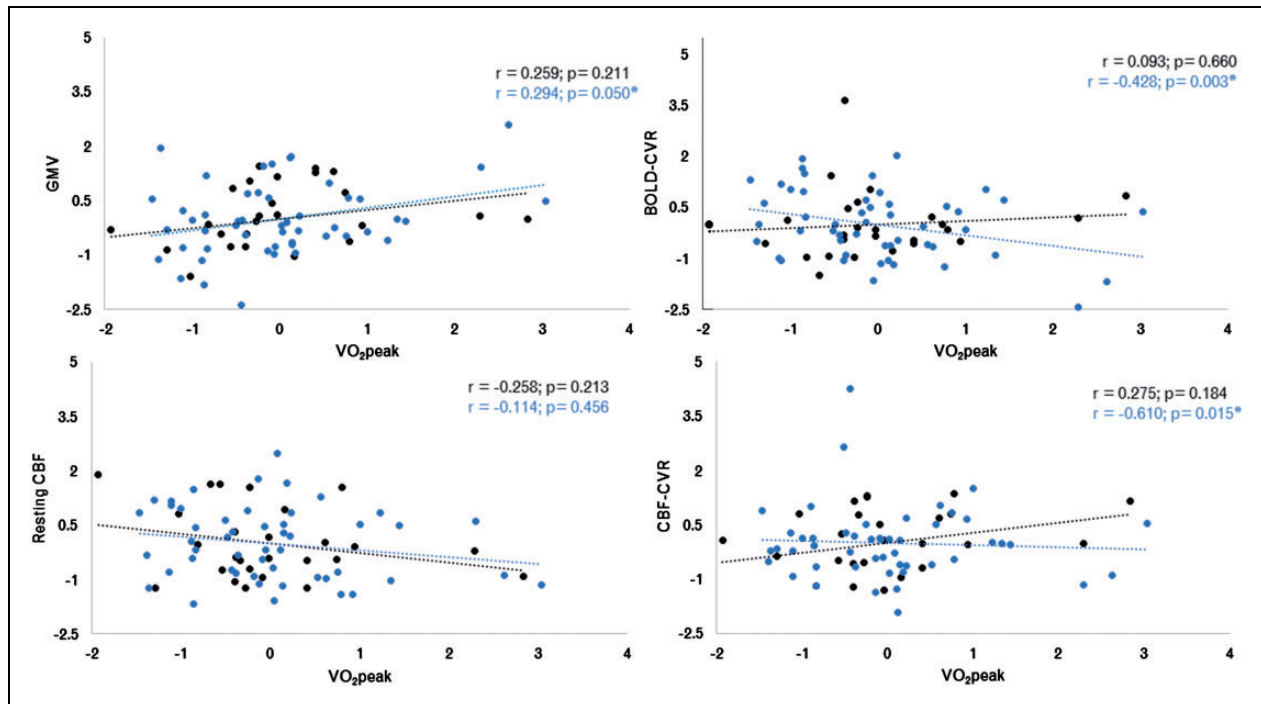 5
3.5
2
0.5
-1
-2.5
GMV
r = 0.259; p= 0.211
r = 0.294; p= 0.050*
-2 -1 0 1 2 3 4
VO₂peak
5
3.5
2
0.5
-1
-2.5
BOLD-CVR
r = 0.093; p= 0.660
r = -0.428; p= 0.003*
-2 -1 0 1 2 3 4
VO₂peak
5
3.5
2
0.5
-1
-2.5
Resting CBF
r = -0.258; p= 0.213
r = -0.114; p= 0.456
-2 -1 0 1 2 3 4
VO₂peak
5
3.5
2
0.5
-1
-2.5
CBF-CVR
r = 0.275; p= 0.184
r = -0.610; p= 0.015*
-2 -1 0 1 2 3 4
VO₂peak